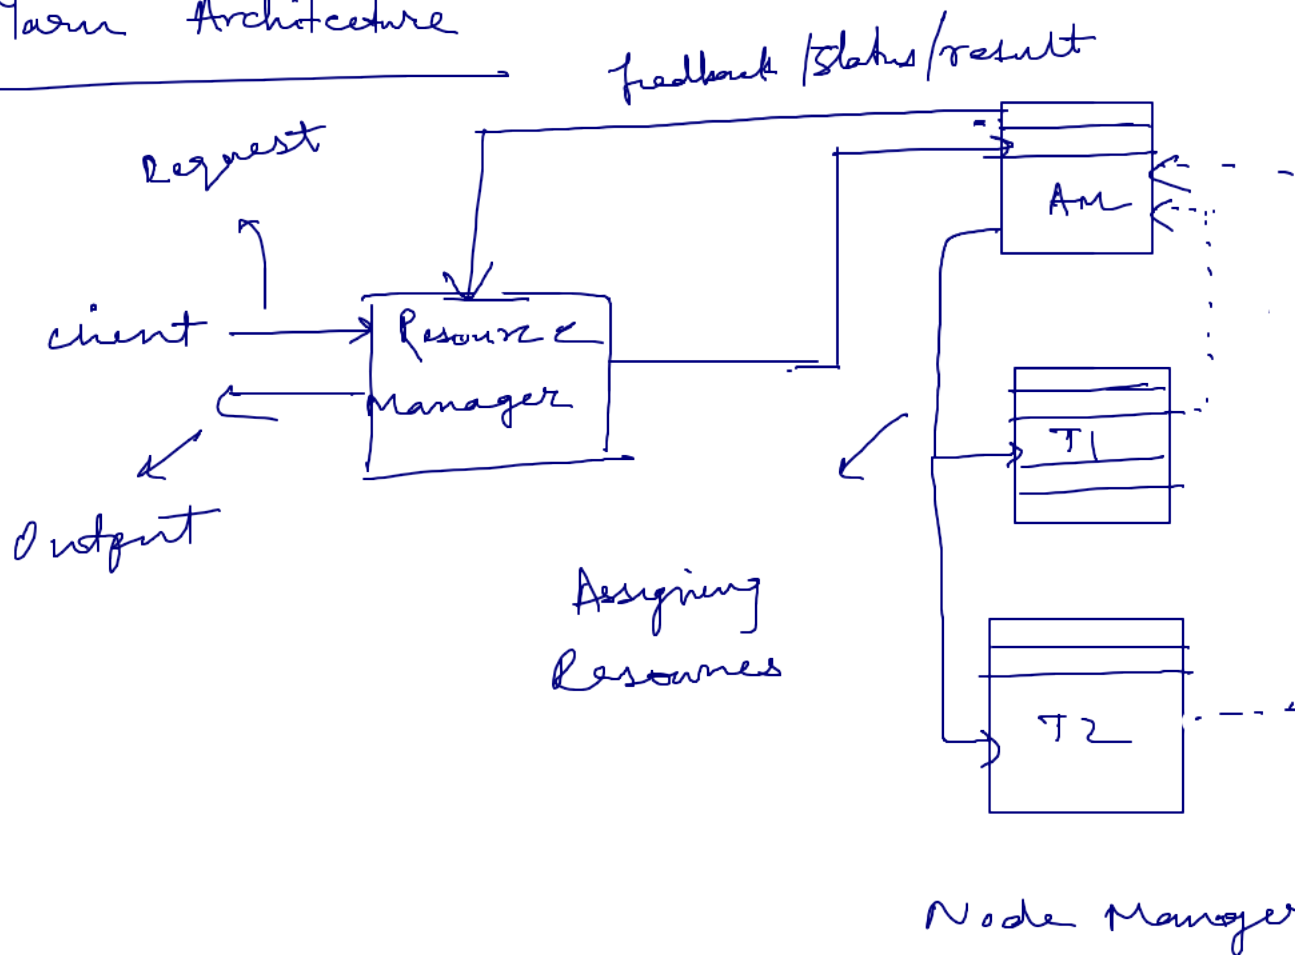 Yarn Architecture
feedback /status/result
Request
AM
client
Resource
Manager
T1
Output
Assigning
Resources
T2
Node Manager